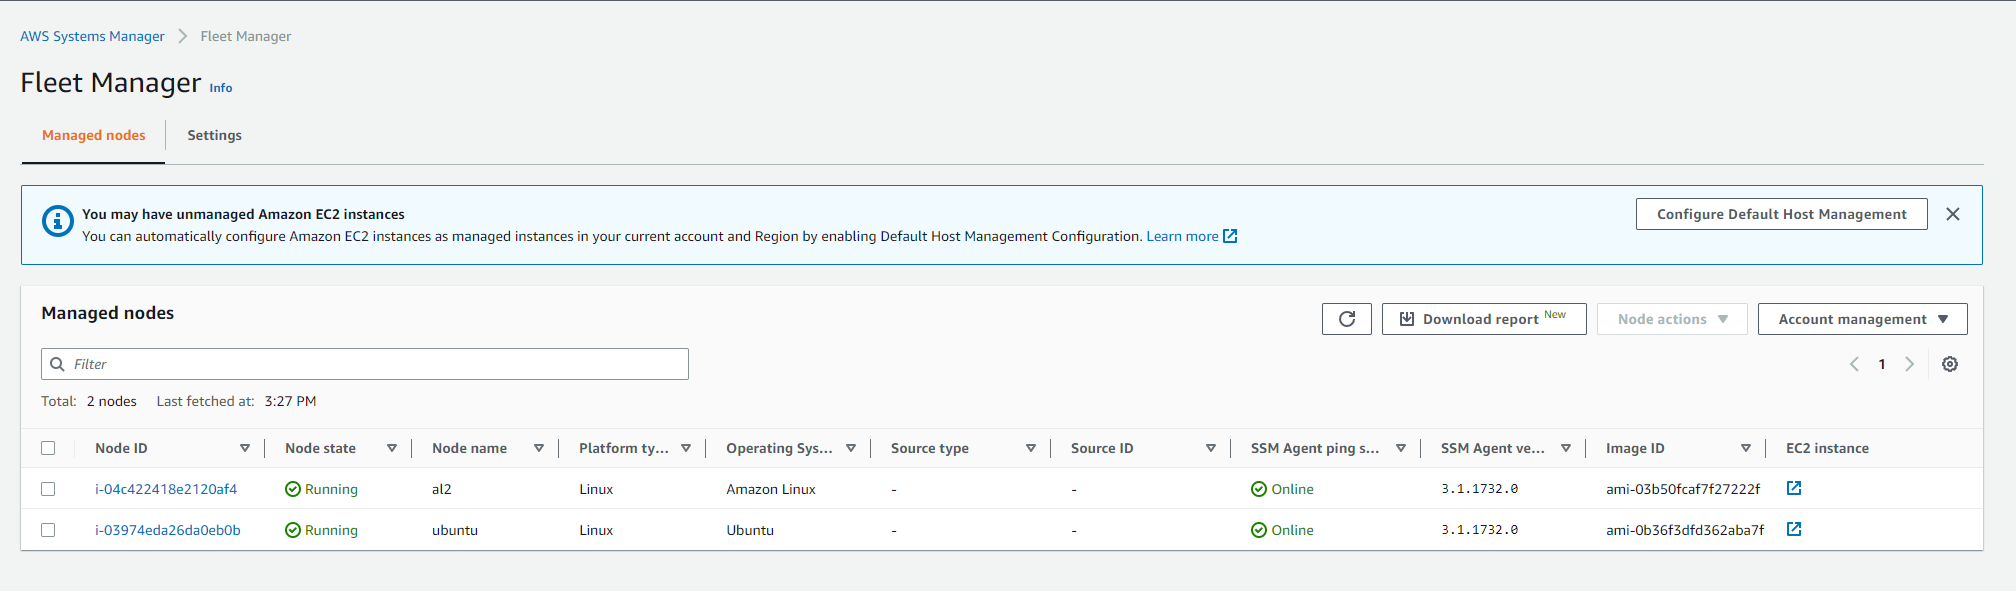 AWS Systems Manager > Fleet Manager
Fleet Manager Info
Managed nodes Settings
You may have unmanaged Amazon EC2 instances
You can automatically configure Amazon EC2 instances as managed instances in your current account and Region by enabling Default Host Management Configuration. Learn more
Configure Default Host Management
Managed nodes
Download report New Node actions Account management
Filter
1
Total: 2 nodes Last fetched at: 3:27 PM
Node ID Node state Node name Platform ty... Operating Sys... Source type Source ID SSM Agent ping s... SSM Agent ve... Image ID EC2 instance
i-04c422418e2120af4 Running al2 Linux Amazon Linux - - Online 3.1.1732.0 ami-03b50fcaf7f27222f
i-03974eda26da0eb0b Running ubuntu Linux Ubuntu - - Online 3.1.1732.0 ami-0b36f3dfd362aba7f